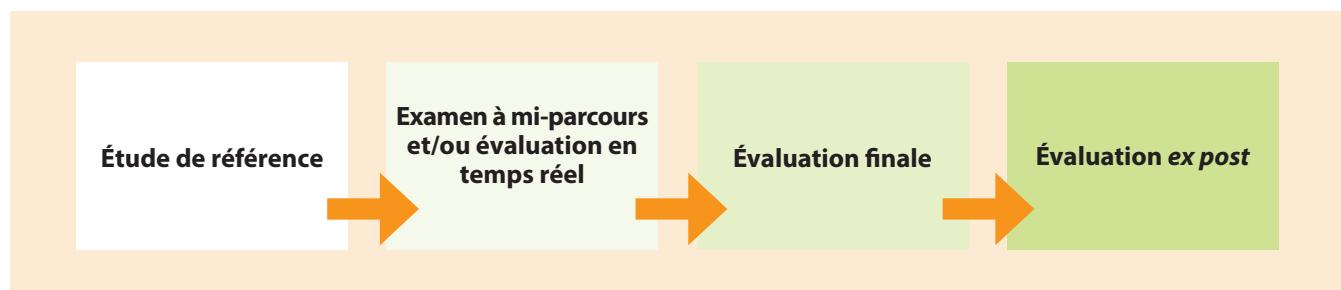 Étude de référence
Examen à mi-parcours
et/ou évaluation en
temps réel
Évaluation finale
Évaluation ex post